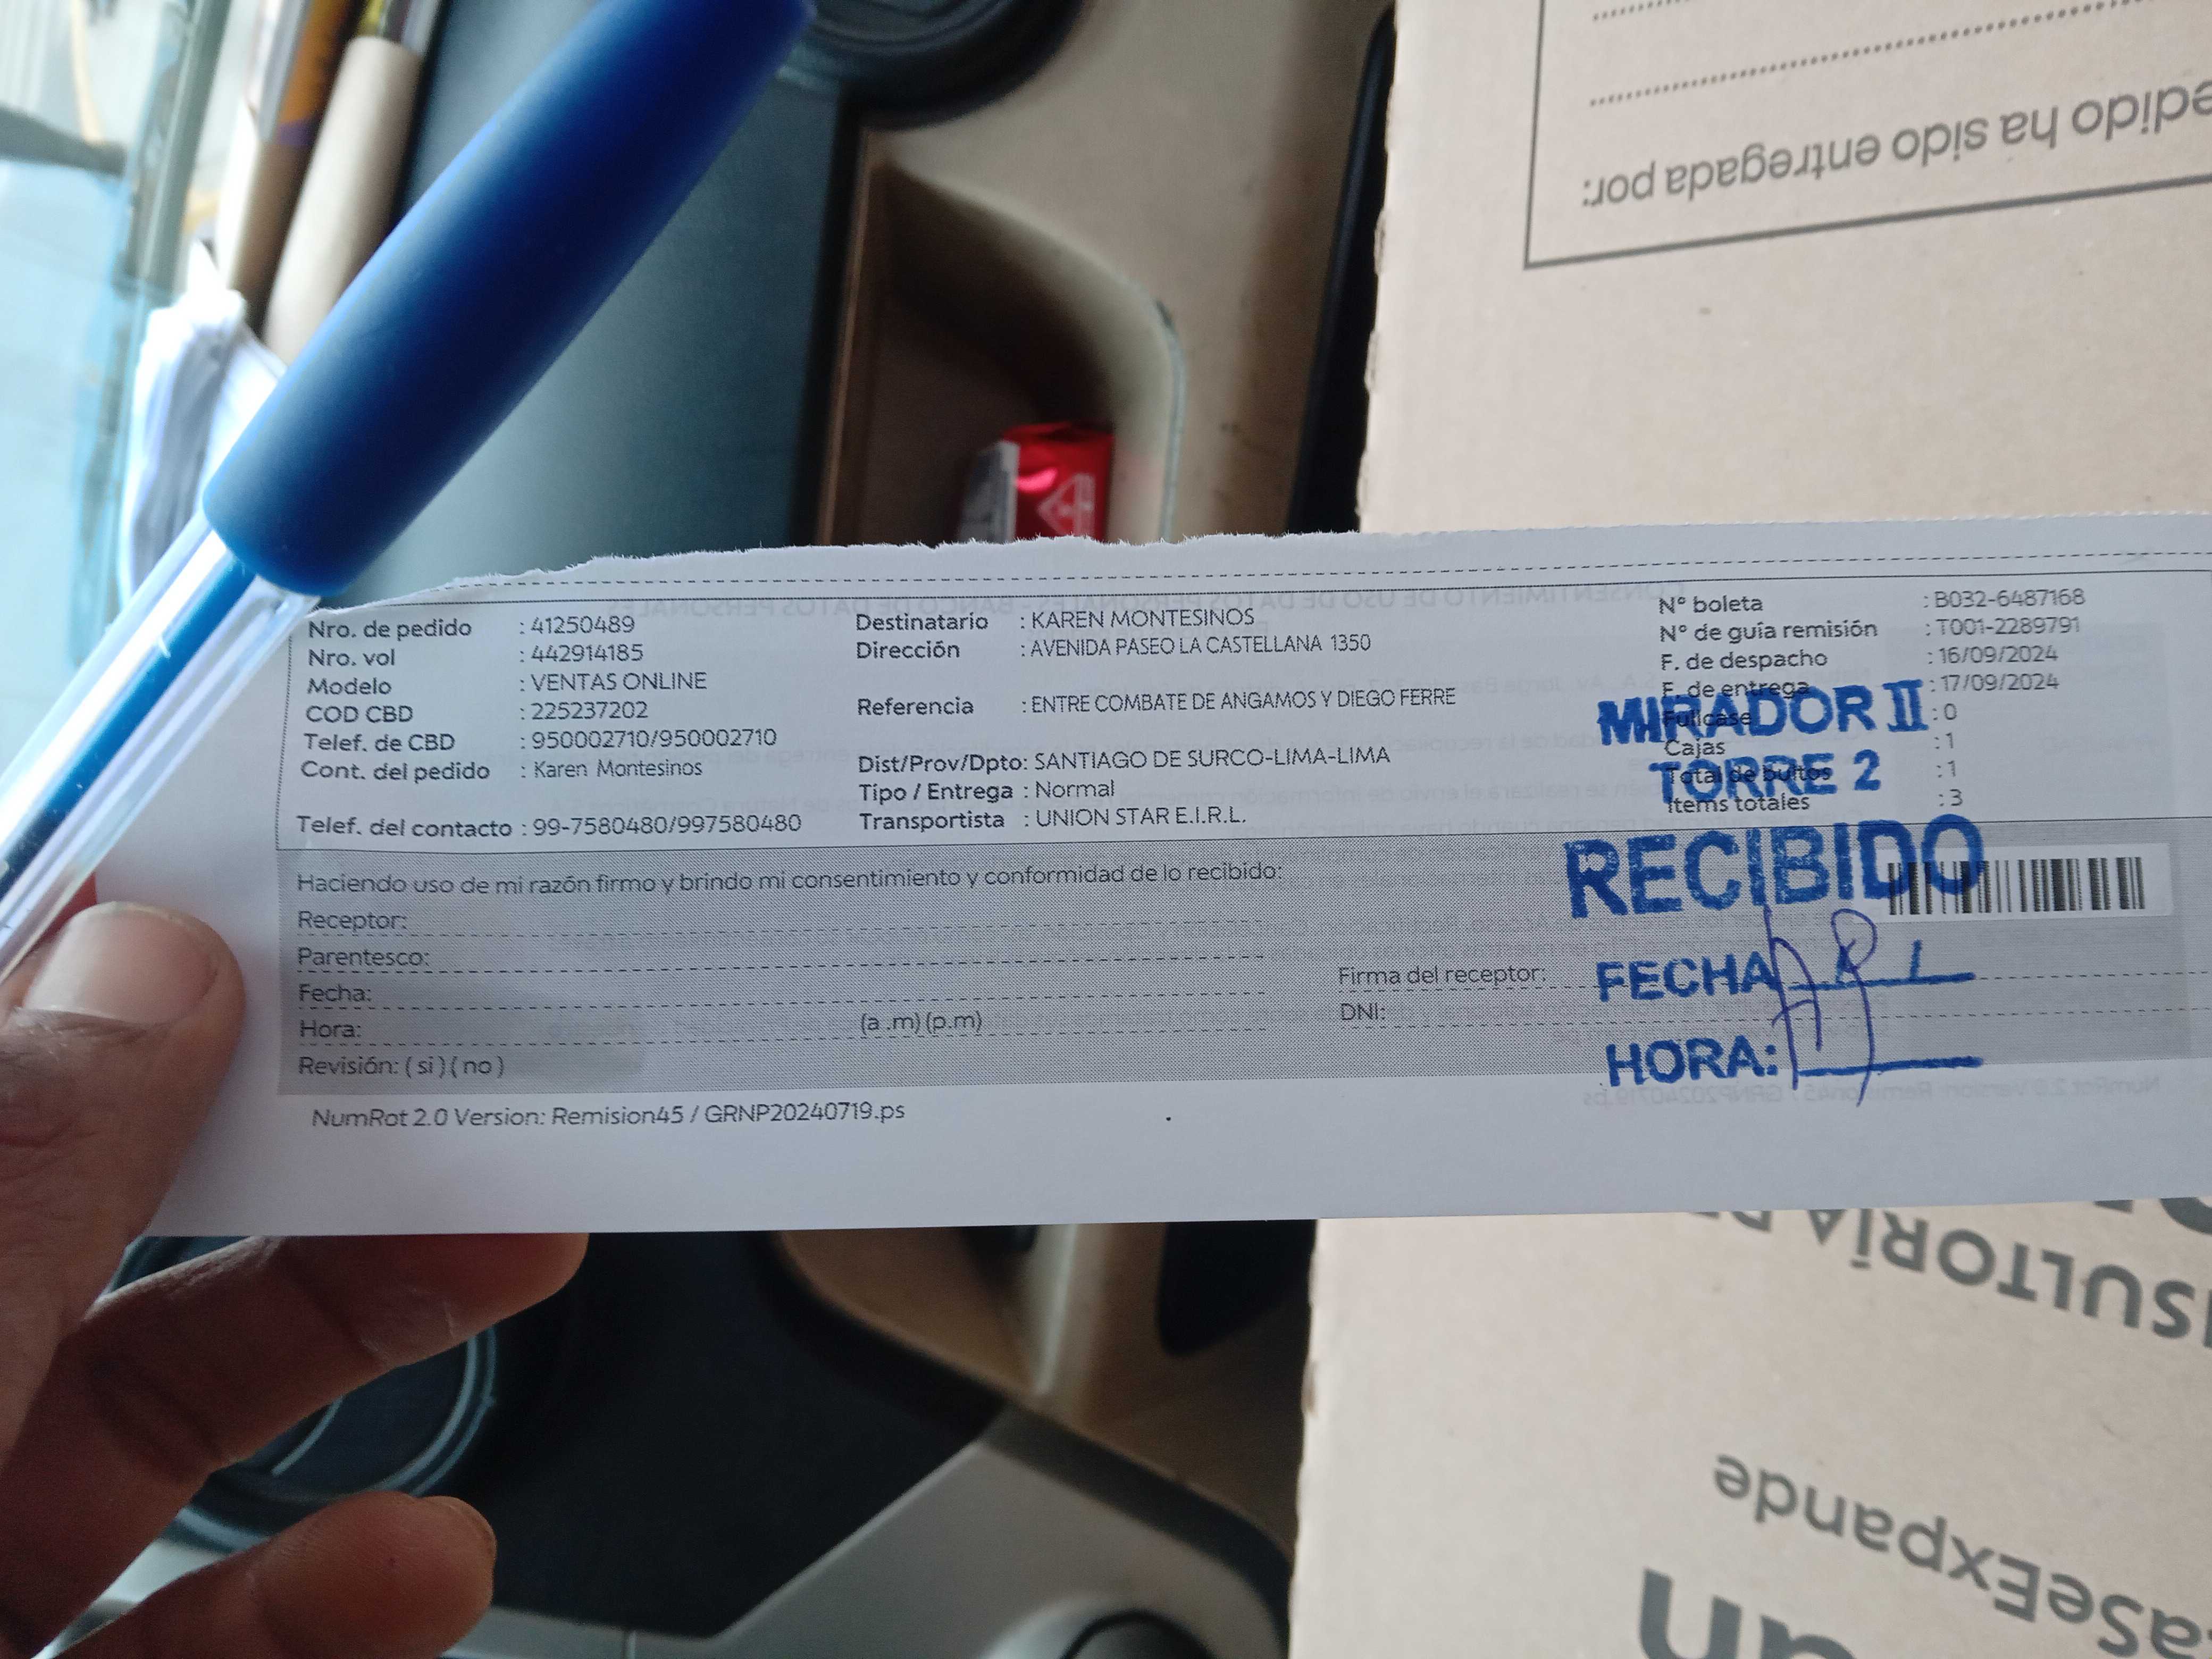 edido ha sido entregada por:
Nro. de pedido : 41250489
Nro. vol : 442914185
Modelo : VENTAS ONLINE
COD CBD : 225237202
Telef. de CBD : 950002710/950002710
Cont. del pedido : Karen Montesinos
Telef. del contacto : 99-7580480/997580480
Destinatario : KAREN MONTESINOS
Dirección : AVENIDA PASEO LA CASTELLANA 1350
Referencia : ENTRE COMBATE DE ANGAMOS Y DIEGO FERRE
Dist/Prov/Dpto: SANTIAGO DE SURCO-LIMA-LIMA
Tipo / Entrega : Normal
Transportista : UNION STAR E.I.R.L.
N° boleta : B032-6487168
N° de guía remisión : T001-2289791
F. de despacho : 16/09/2024
F. de entrega : 17/09/2024
Fullcase : 0
Cajas : 1
Total de bultos : 1
Items totales : 3
MIRADOR II
TORRE 2
RECIBIDO
FECHA
HORA:
Haciendo uso de mi razón firmo y brindo mi consentimiento y conformidad de lo recibido:
Receptor:
Parentesco:
Fecha:
Hora: (a .m) (p.m)
Revisión: ( si ) ( no )
Firma del receptor:
DNI:
NumRot 2.0 Version: Remision45 / GRNP20240719.ps
SULTORÍA
aSeExpande